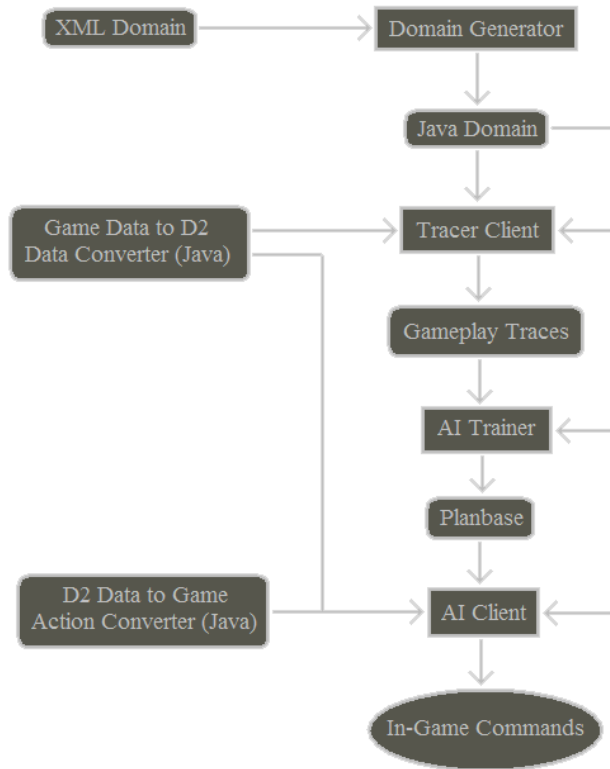 XML Domain
Domain Generator
Java Domain
Game Data to D2
Data Converter (Java)
Tracer Client
Gameplay Traces
AI Trainer
Planbase
D2 Data to Game
Action Converter (Java)
AI Client
In-Game Commands